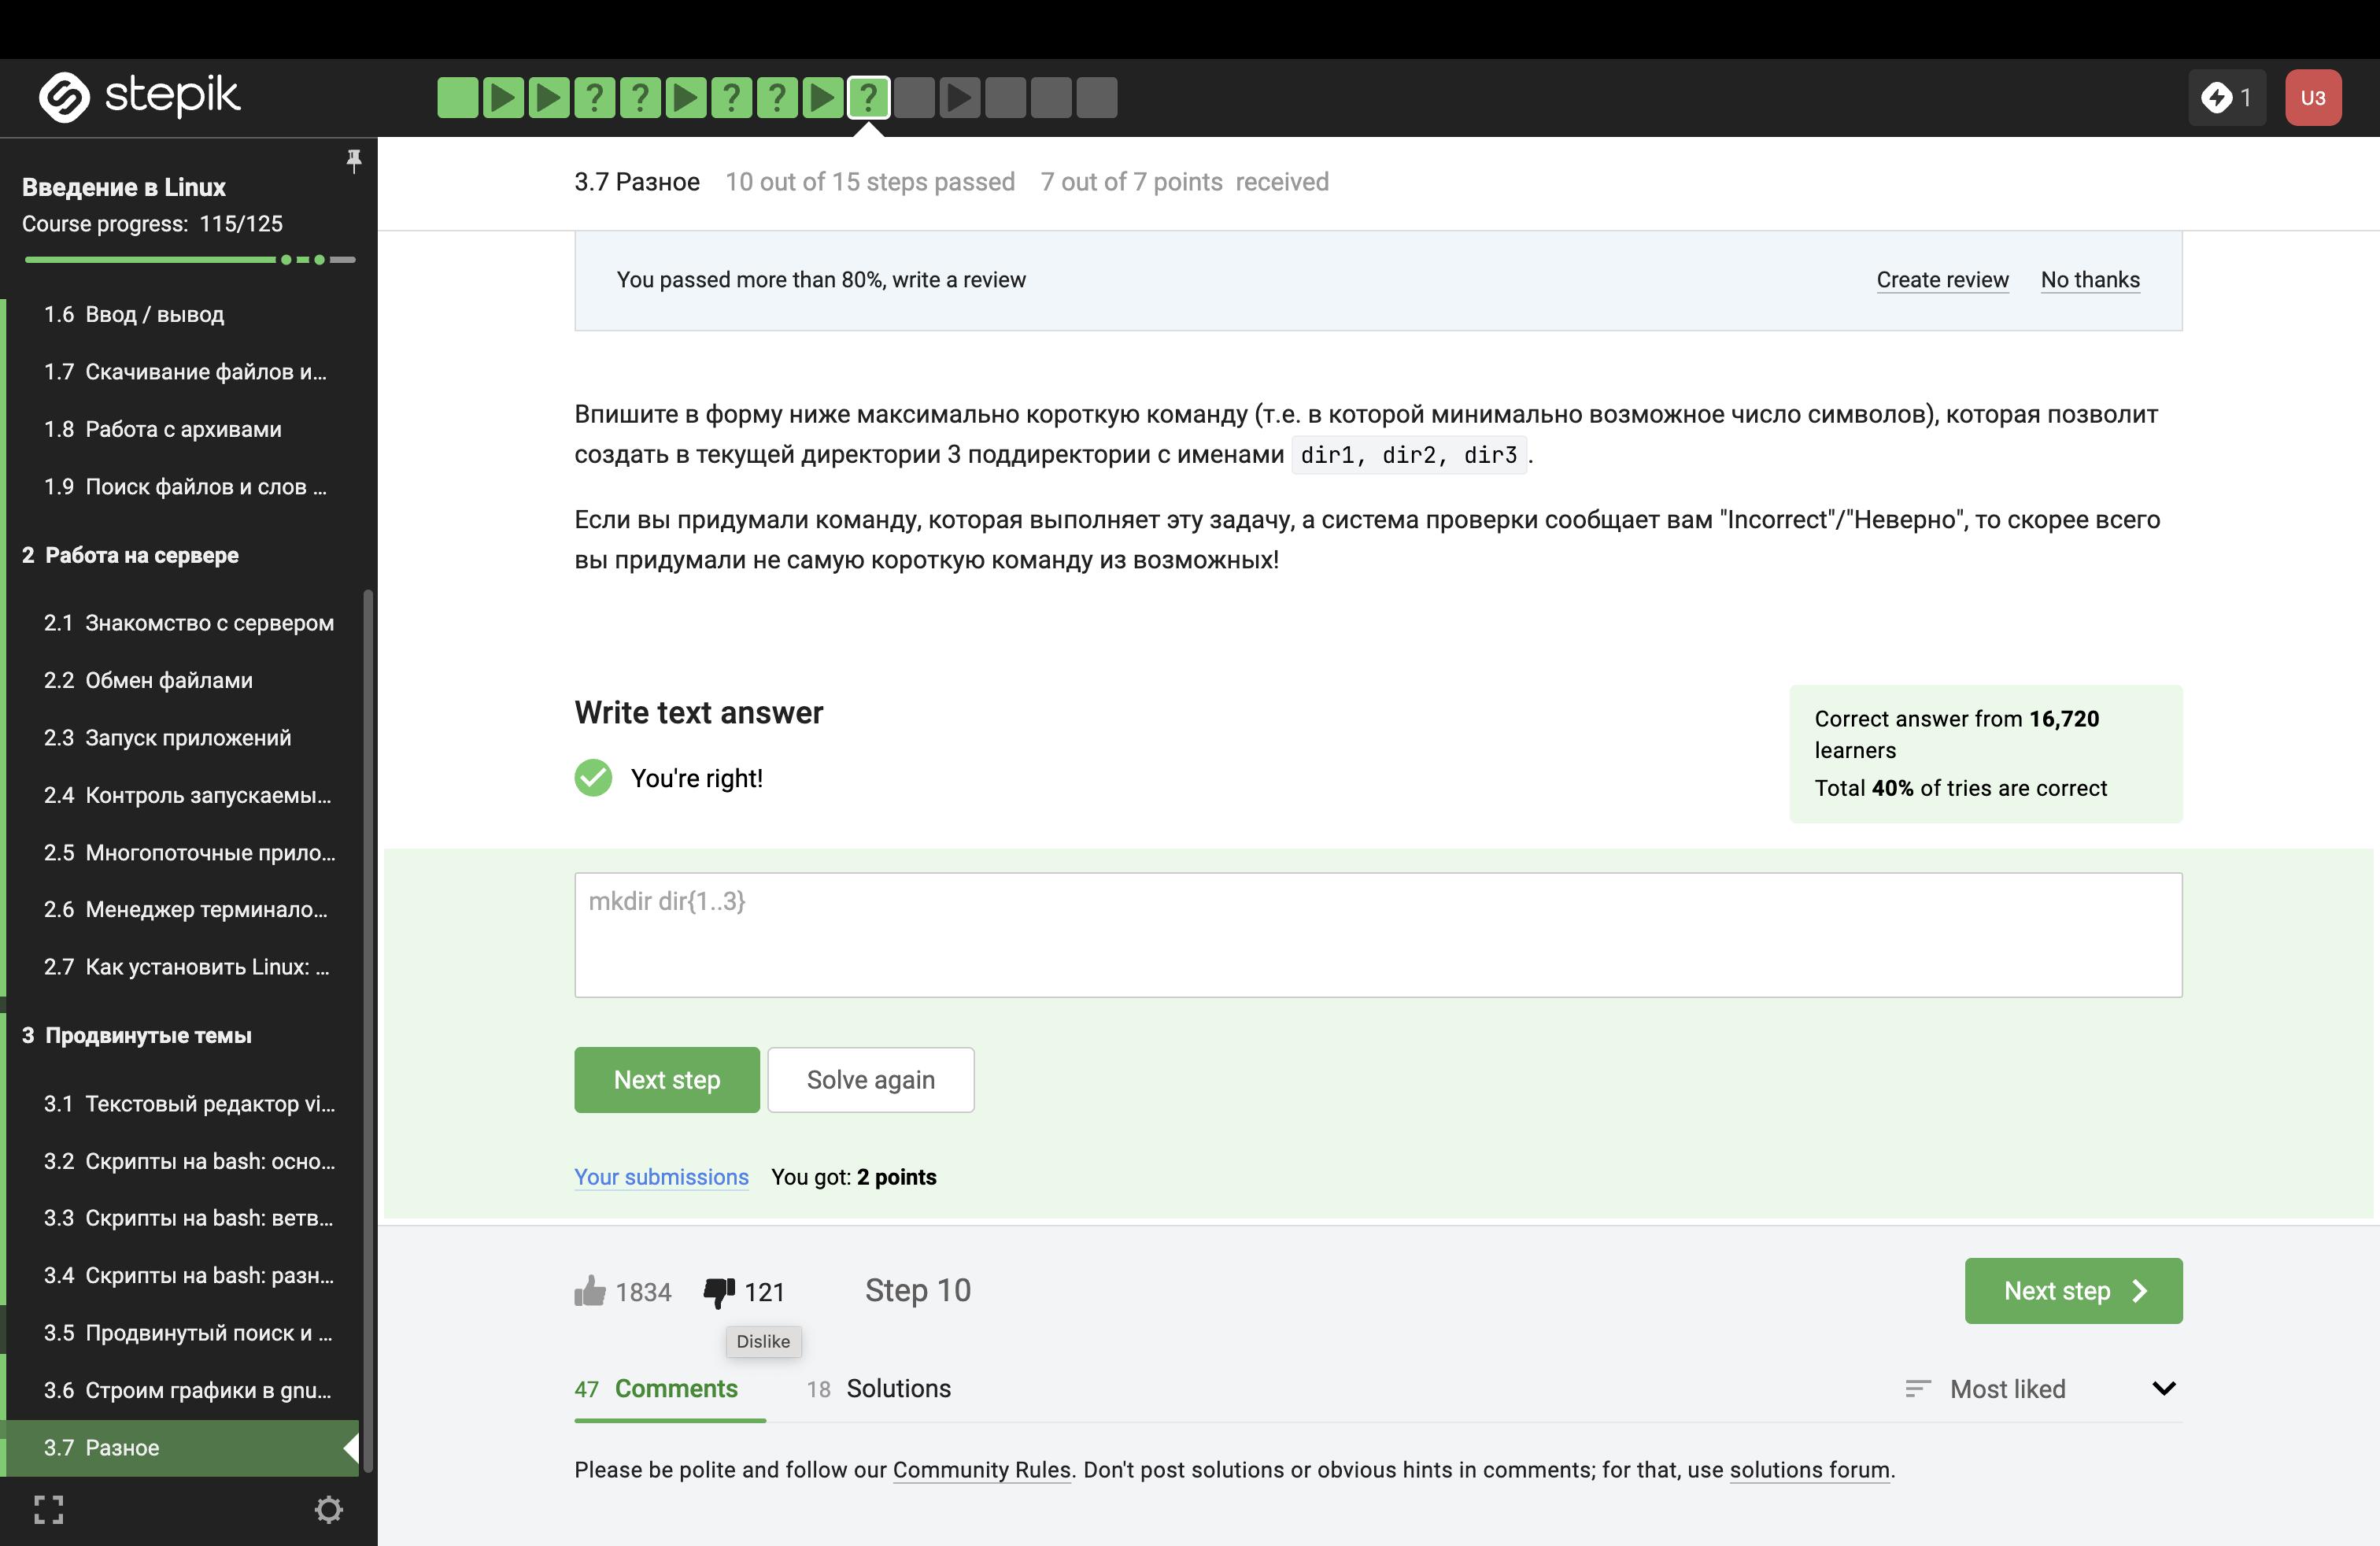 stepik
? ? ? ? ?
1
U3
Введение в Linux
Course progress: 115/125
1.6 Ввод / вывод
1.7 Скачивание файлов и...
1.8 Работа с архивами
1.9 Поиск файлов и слов ...
2 Работа на сервере
2.1 Знакомство с сервером
2.2 Обмен файлами
2.3 Запуск приложений
2.4 Контроль запускаемы...
2.5 Многопоточные прило...
2.6 Менеджер терминало...
2.7 Как установить Linux: ...
3 Продвинутые темы
3.1 Текстовый редактор vi...
3.2 Скрипты на bash: осно...
3.3 Скрипты на bash: ветв...
3.4 Скрипты на bash: разн...
3.5 Продвинутый поиск и ...
3.6 Строим графики в gnu...
3.7 Разное
3.7 Разное 10 out of 15 steps passed 7 out of 7 points received
You passed more than 80%, write a review Create review No thanks
Впишите в форму ниже максимально короткую команду (т.е. в которой минимально возможное число символов), которая позволит
создать в текущей директории 3 поддиректории с именами dir1, dir2, dir3 .
Если вы придумали команду, которая выполняет эту задачу, а система проверки сообщает вам "Incorrect"/"Неверно", то скорее всего
вы придумали не самую короткую команду из возможных!
Write text answer
You're right!
Correct answer from 16,720
learners
Total 40% of tries are correct
mkdir dir{1..3}
Next step Solve again
Your submissions You got: 2 points
1834 121 Step 10 Next step
Dislike
47 Comments 18 Solutions Most liked
Please be polite and follow our Community Rules. Don't post solutions or obvious hints in comments; for that, use solutions forum.